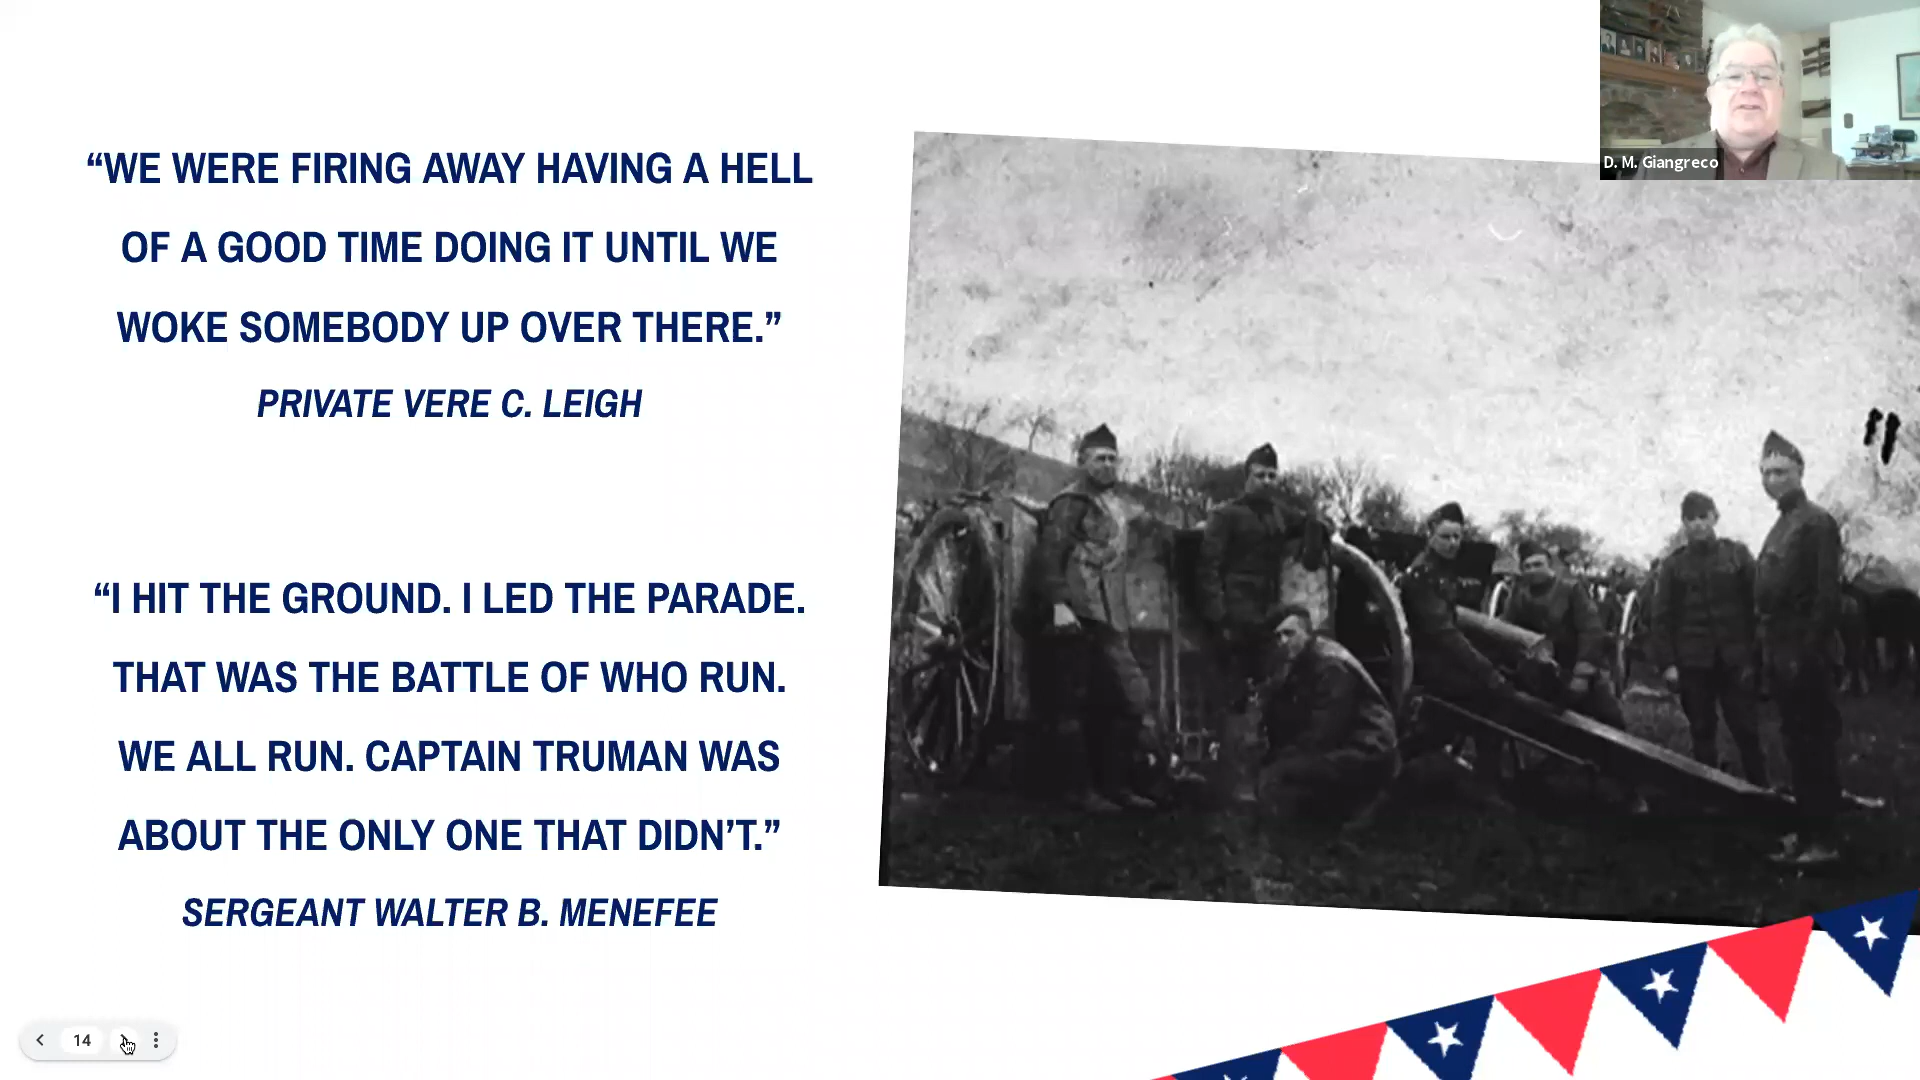 D. M. Giangreco
“WE WERE FIRING AWAY HAVING A HELL
OF A GOOD TIME DOING IT UNTIL WE
WOKE SOMEBODY UP OVER THERE.”
PRIVATE VERE C. LEIGH
“I HIT THE GROUND. I LED THE PARADE.
THAT WAS THE BATTLE OF WHO RUN.
WE ALL RUN. CAPTAIN TRUMAN WAS
ABOUT THE ONLY ONE THAT DIDN’T.”
SERGEANT WALTER B. MENEFEE
14